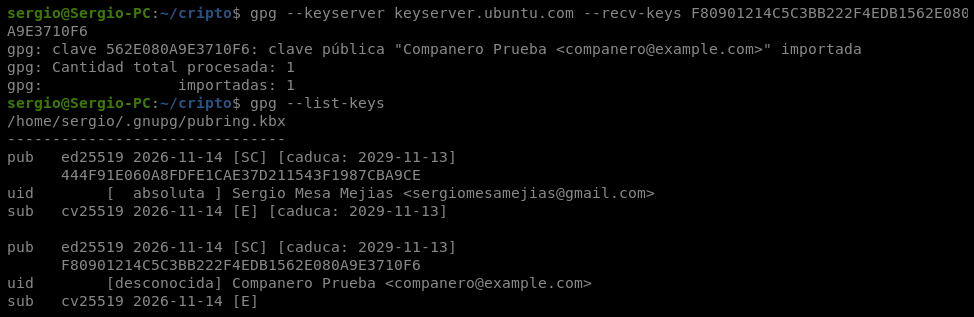 sergio@Sergio-PC:~/cripto$ gpg --keyserver keyserver.ubuntu.com --recv-keys F80901214C5C3BB222F4EDB1562E080
A9E3710F6
gpg: clave 562E080A9E3710F6: clave pública "Companero Prueba <companero@example.com>" importada
gpg: Cantidad total procesada: 1
gpg:               importadas: 1
sergio@Sergio-PC:~/cripto$ gpg --list-keys
/home/sergio/.gnupg/pubring.kbx
-------------------------------
pub   ed25519 2026-11-14 [SC] [caduca: 2029-11-13]
      444F91E060A8FDFE1CAE37D211543F1987CBA9CE
uid        [  absoluta ] Sergio Mesa Mejias <sergiomesamejias@gmail.com>
sub   cv25519 2026-11-14 [E] [caduca: 2029-11-13]

pub   ed25519 2026-11-14 [SC] [caduca: 2029-11-13]
      F80901214C5C3BB222F4EDB1562E080A9E3710F6
uid        [desconocida] Companero Prueba <companero@example.com>
sub   cv25519 2026-11-14 [E]